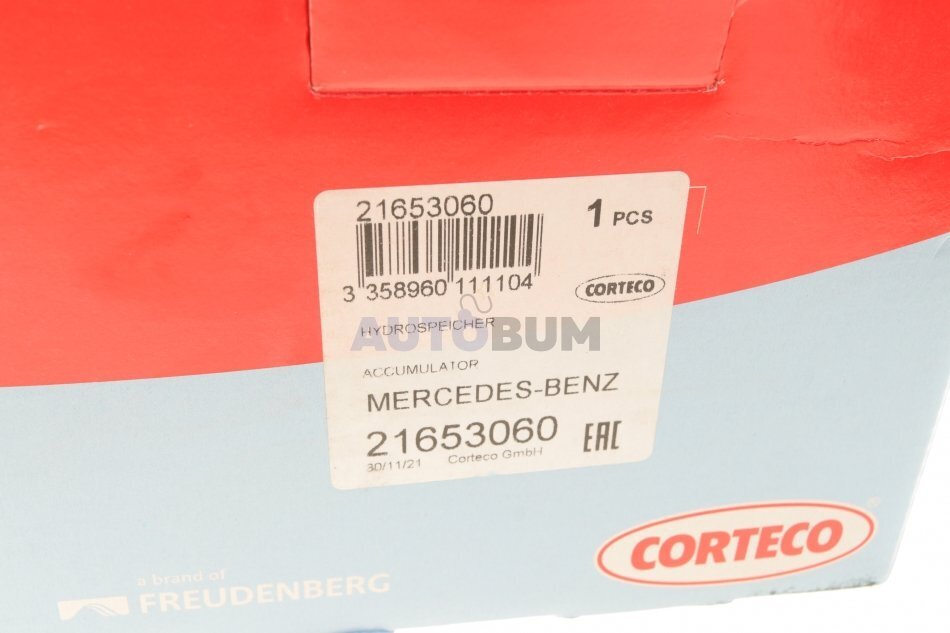 21653060
1 PCS
3 358960 111104
CORTECO
HYDROSPEICHER
AUTOBUM
ACCUMULATOR
MERCEDES-BENZ
21653060
EAC
30/11/21 Corteco GmbH
CORTECO
a brand of
FREUDENBERG